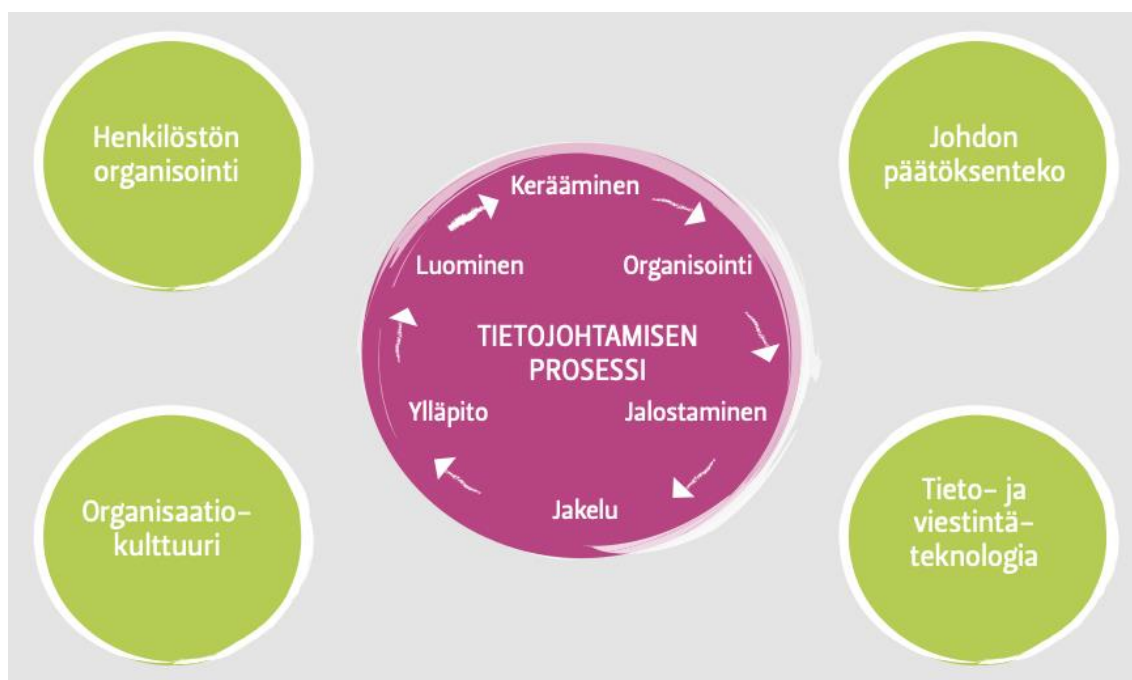 Henkilöstön
organisointi
Johdon
päätöksenteko
Kerääminen
Organisointi
Jalostaminen
Jakelu
Ylläpito
Luominen
TIETOJOHTAMISEN
PROSESSI
Organisaatio-
kulttuuri
Tieto- ja
viestintä-
teknologia